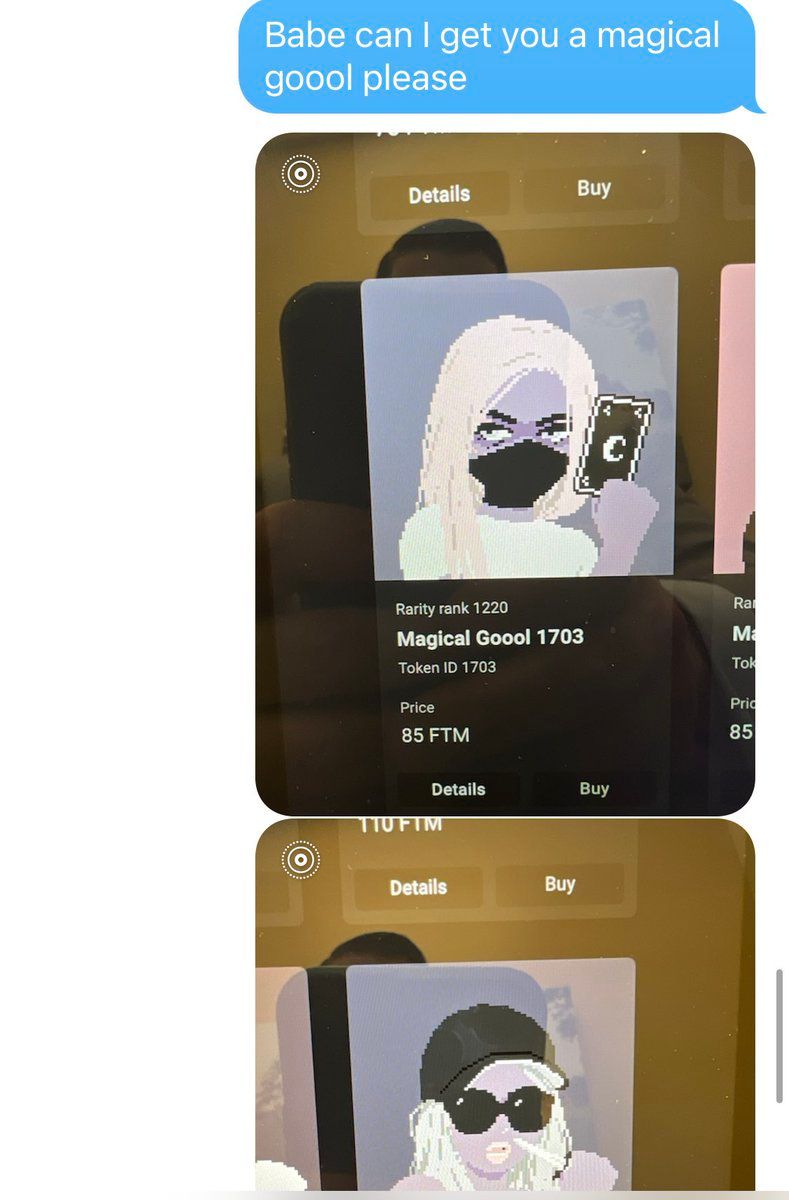 Babe can I get you a magical
goool please
Details Buy
Rarity rank 1220
Magical Goool 1703
Token ID 1703
Price
85 FTM
85
Details Buy
110 FTM
Details Buy